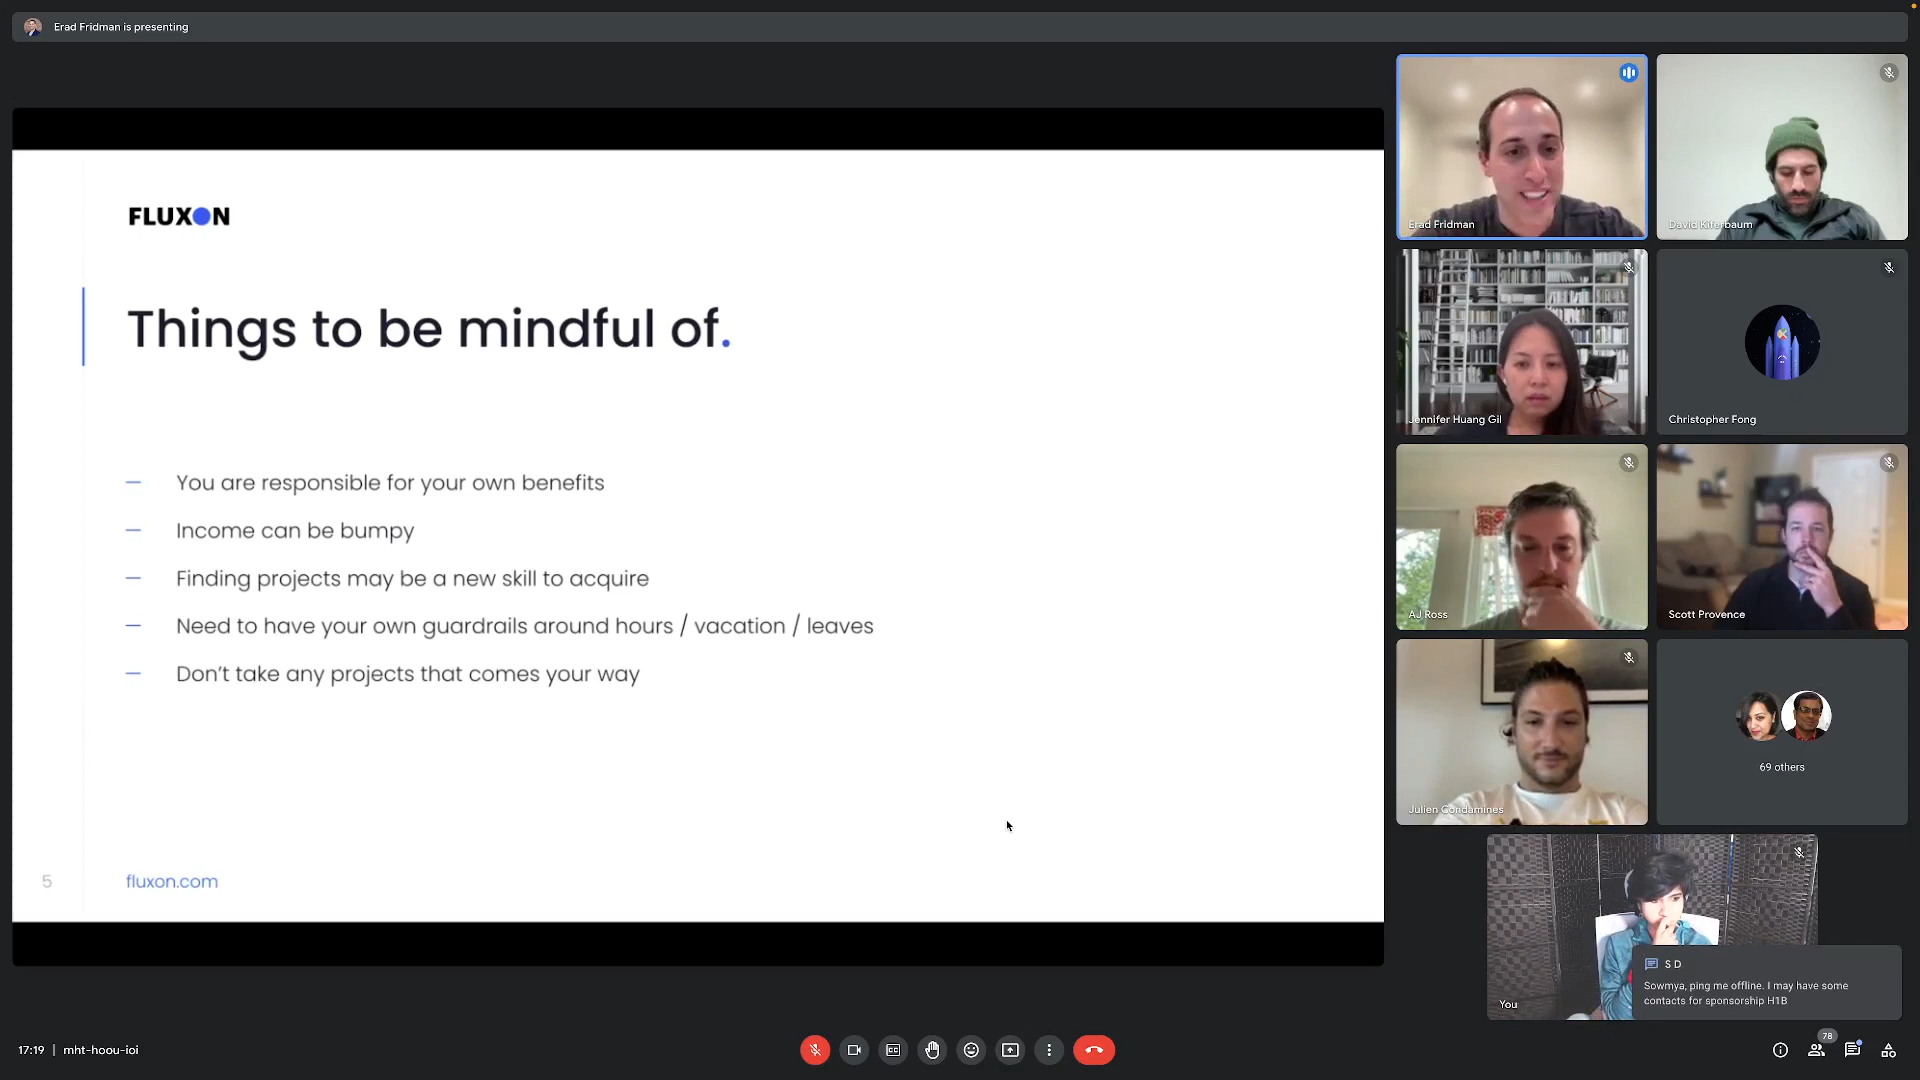 Erad Fridman is presenting
FLUXON
Things to be mindful of.
— You are responsible for your own benefits
— Income can be bumpy
— Finding projects may be a new skill to acquire
— Need to have your own guardrails around hours / vacation / leaves
— Don't take any projects that comes your way
5
fluxon.com
Erad Fridman
David Kiferbaum
Jennifer Huang Gil
Christopher Fong
AJ Ross
Scott Provence
Julien Condamines
69 others
You
S D
Sowmya, ping me offline. I may have some
contacts for sponsorship H1B
17:19 | mht-hoou-ioi
CC
78